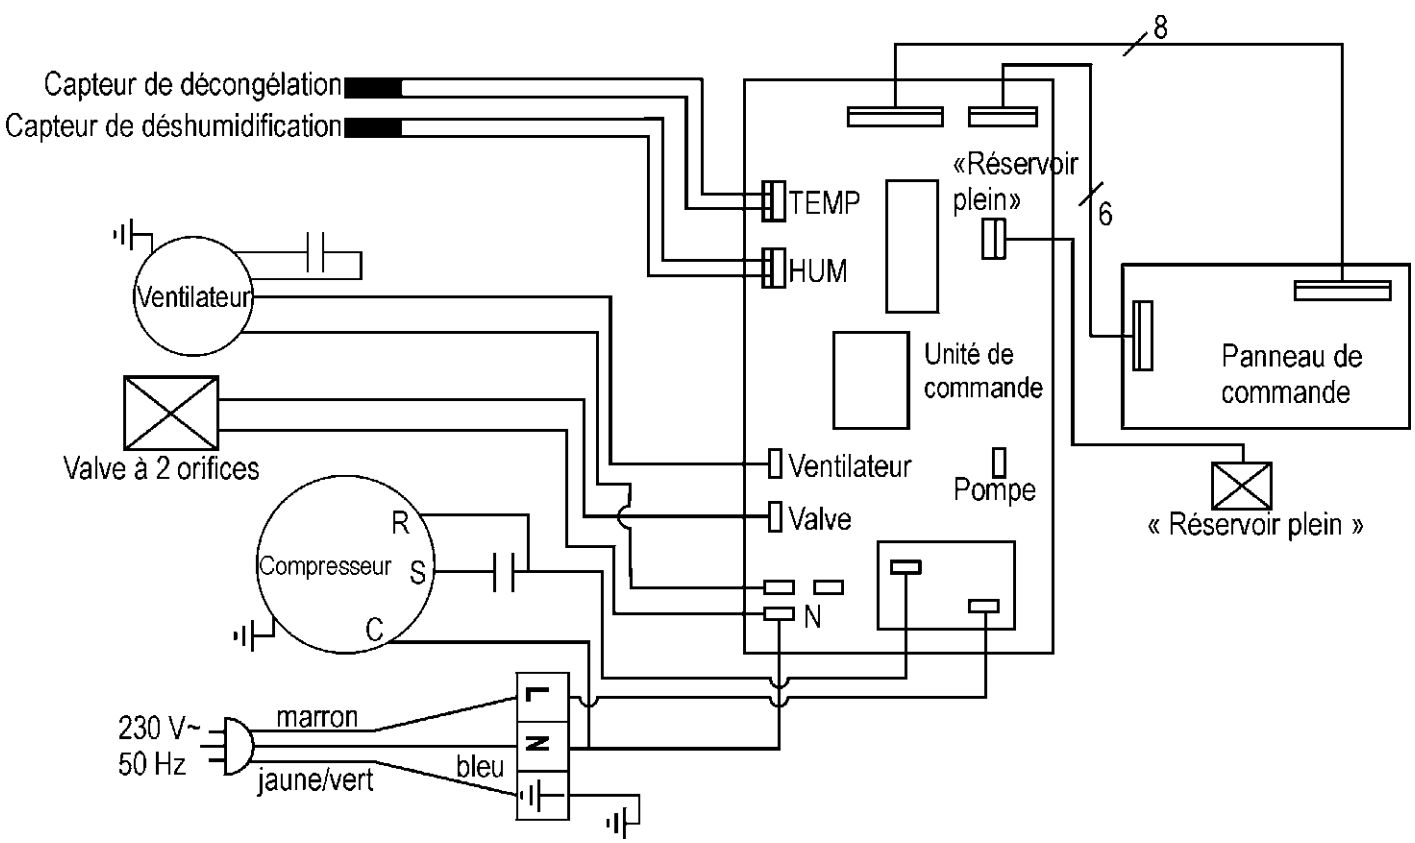 8
Capteur de décongélation
Capteur de déshumidification
«Réservoir
plein»
TEMP
6
HUM
Ventilateur
Unité de
commande
Panneau de
commande
Valve à 2 orifices
Ventilateur
Pompe
Valve
« Réservoir plein »
R
Compresseur
S
C
N
L
230 V~
marron
N
50 Hz
jaune/vert
bleu